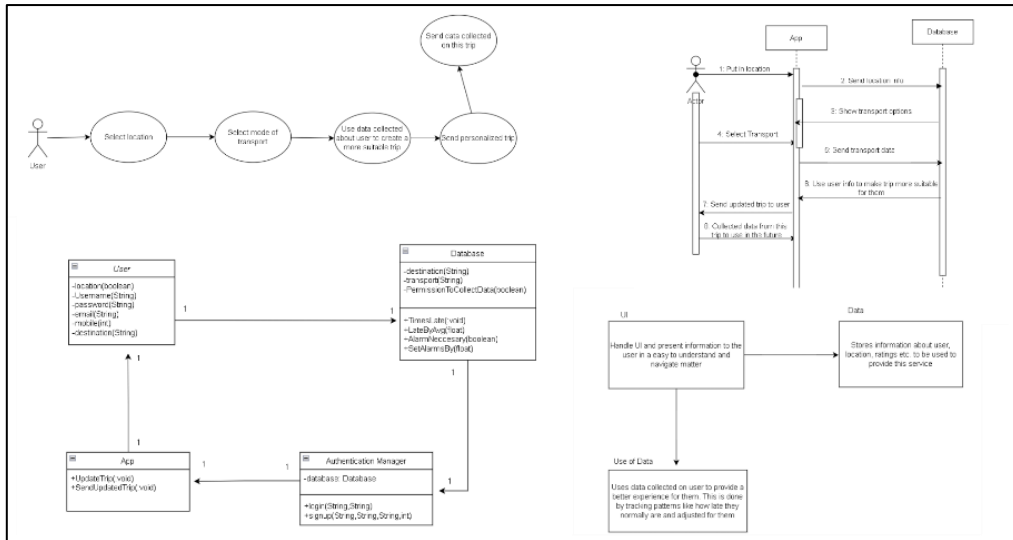 Send data collected
on this trip
Select location
Select mode of
transport
Use data collected
about user to create a
more suitable trip
Send personalized trip
User
App
Database
1: Put in location
2: Send location info
Actor
3: Show transport options
4: Select Transport
5: Send transport data
6: Use user info to make trip more suitable
for them
7: Send updated trip to user
8: Collected data from this
trip to use in the future
User
-location(boolean)
-Username(String)
-password(String)
-email(String)
-mobile(int)
-destination(String)
1
1
Database
-destination(String)
-transport(String)
-PermissionToCollectData(boolean)
+TimesLate(:void)
+LateByAvg(float)
+AlarmNeccesary(boolean)
+SetAlarmsBy(float)
1
1
1
1
App
+UpdateTrip(:void)
+SendUpdatedTrip(:void)
1
1
Authentication Manager
-database: Database
+login(String,String)
+signup(String,String,String,int)
UI
Handle UI and present information to the
user in a easy to understand and
navigate matter
Data
Stores information about user,
location, ratings etc. to be used to
provide this service
Use of Data
Uses data collected on user to provide a
better experience for them. This is done
by tracking patterns like how late they
normally are and adjusted for them